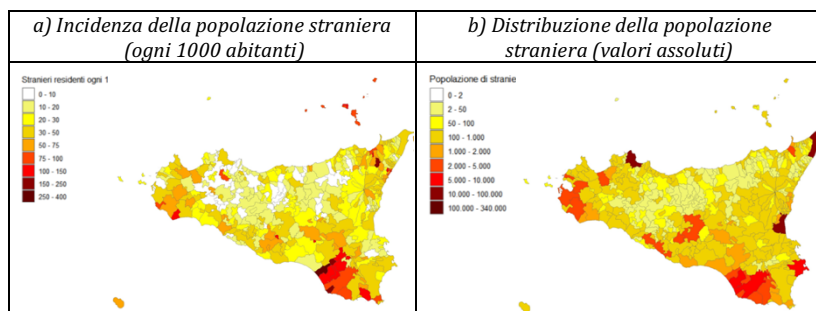 a) Incidenza della popolazione straniera
(ogni 1000 abitanti)
b) Distribuzione della popolazione
straniera (valori assoluti)
Stranieri residenti ogni 1
0 - 10
10 - 20
20 - 30
30 - 50
50 - 75
75 - 100
100 - 150
150 - 250
250 - 400
Popolazione di stranie
0 - 2
2 - 50
50 - 100
100 - 1.000
1.000 - 2.000
2.000 - 5.000
5.000 - 10.000
10.000 - 100.000
100.000 - 340.000